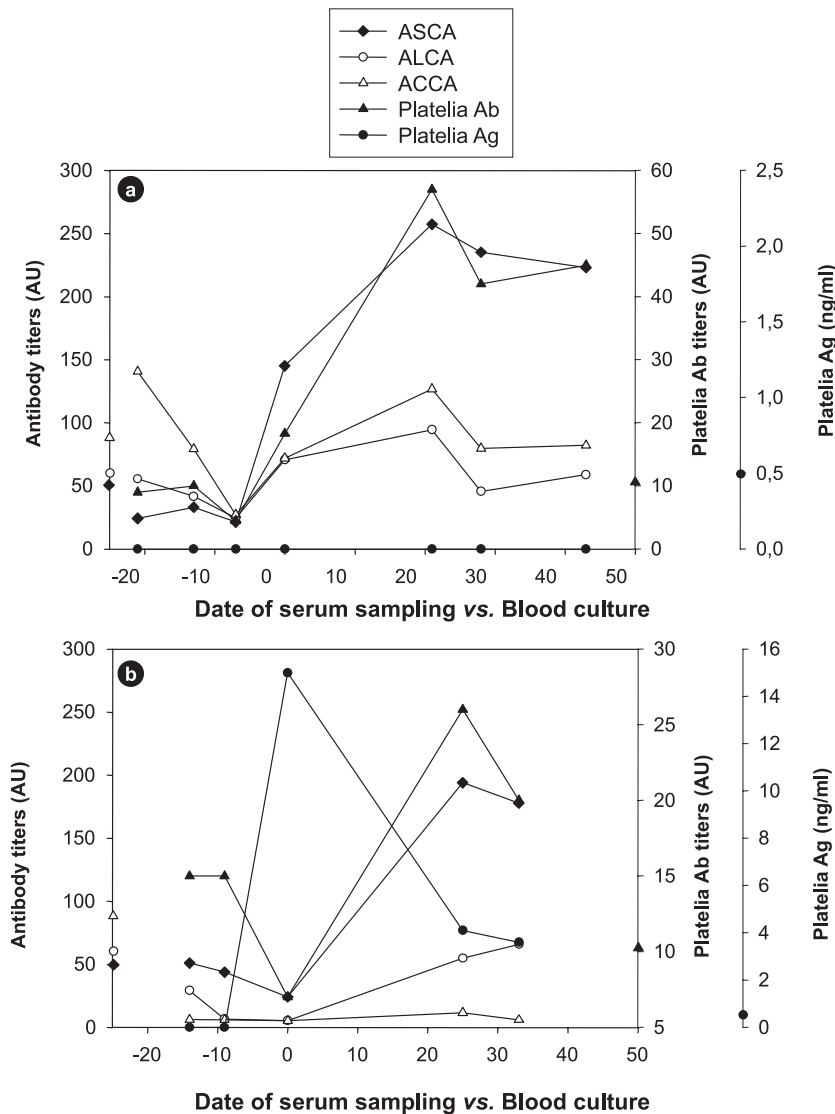 ASCA
ALCA
ACCA
Platelia Ab
Platelia Ag
a
300
250
200
150
100
50
0
Antibody titers (AU)
60
50
40
30
20
10
0
Platelia Ab titers (AU)
2,5
2,0
1,5
1,0
0,5
0,0
Platelia Ag (ng/ml)
-20 -10 0 10 20 20 30 40 50
Date of serum sampling vs. Blood culture
b
300
250
200
150
100
50
0
Antibody titers (AU)
30
25
20
15
10
5
Platelia Ab titers (AU)
16
14
12
10
8
6
4
2
0
Platelia Ag (ng/ml)
-20 -10 0 10 20 30 40 50
Date of serum sampling vs. Blood culture